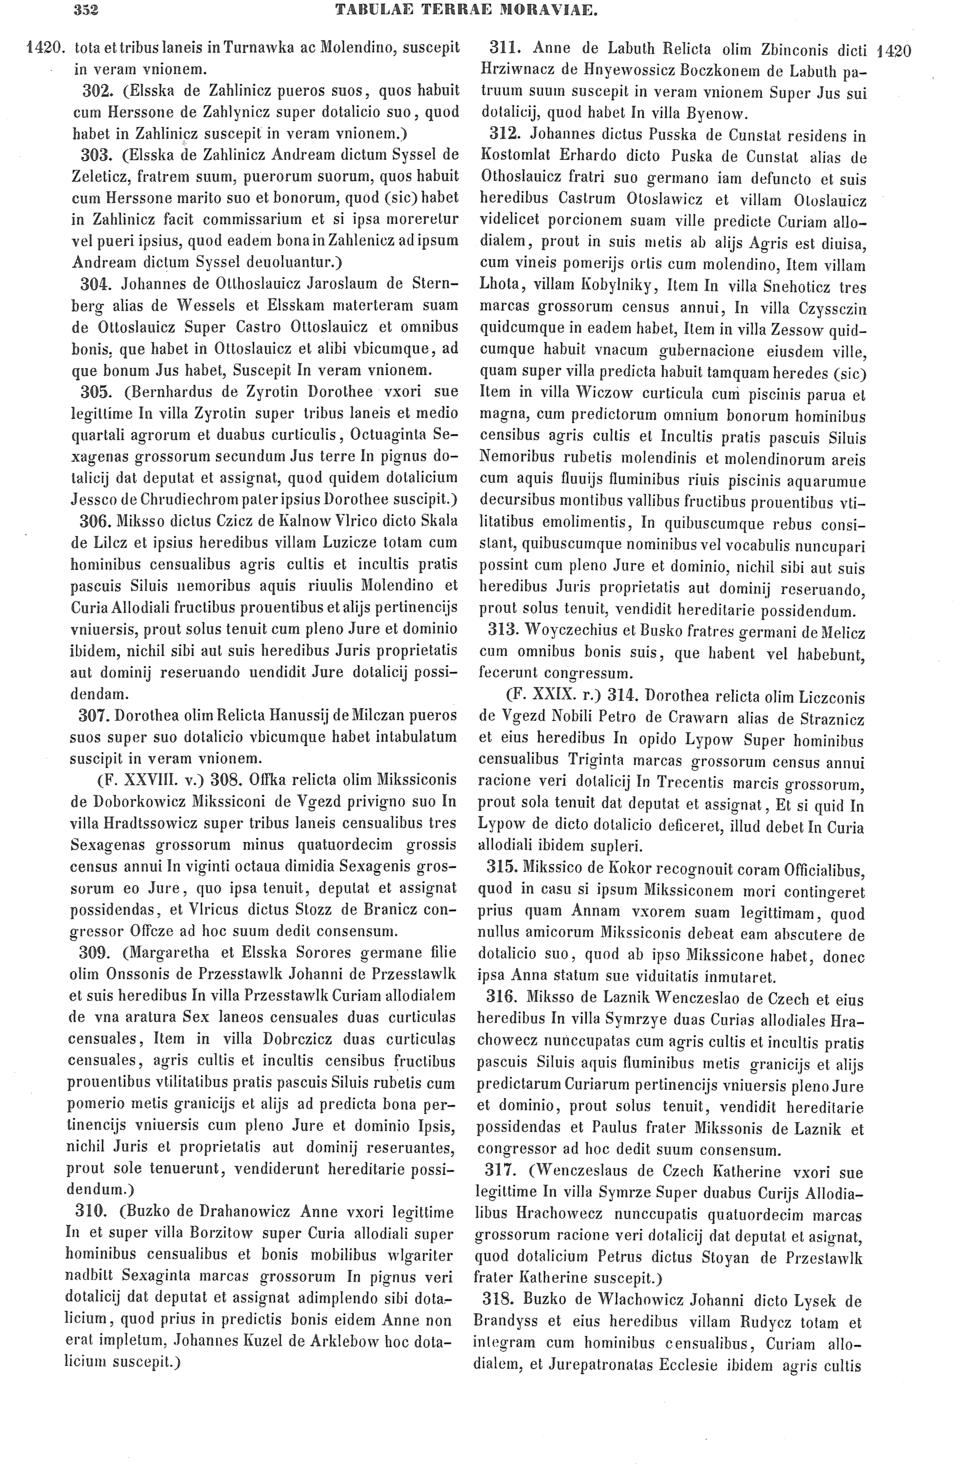 352
TABULAE TERRAE MORAVIAE.
1420. tota et tribus laneis in Turnawka ac Molendino, suscepit
in veram vnionem.
302. (Elsska de Zahlinicz pueros suos, quos habuit
cum Herssone de Zahlynicz super dotalicio suo, quod
habet in Zahlinicz suscepit in veram vnionem.)
303. (Elsska de Zahlinicz Andream dictum Syssel de
Zeleticz, fratrem suum, puerorum suorum, quos habuit
cum Herssone marito suo et bonorum, quod (sic) habet
in Zahlinicz facit commissarium et si ipsa moreretur
vel pueri ipsius, quod eadem bona in Zahlenicz ad ipsum
Andream dictum Syssel deuoluantur.)
304. Johannes de Otthoslauicz Jaroslaum de Stern-
berg alias de Wessels et Elsskam materteram suam
de Ottoslauicz Super Castro Ottoslauicz et omnibus
bonis, que habet in Ottoslauicz et alibi vbicumque, ad
que bonum Jus habet, Suscepit In veram vnionem.
305. (Bernhardus de Zyrotin Dorothee vxori sue
legittime In villa Zyrotin super tribus laneis et medio
quartali agrorum et duabus curticulis, Octuaginta Se-
xagenas grossorum secundum Jus terre In pignus do-
talicij dat deputat et assignat, quod quidem dotalicium
Jessco de Chrudiechrom pater ipsius Dorothee suscipit.)
306. Miksso dictus Czicz de Kalnow Vlrico dicto Skala
de Lilcz et ipsius heredibus villam Luzicze totam cum
hominibus censualibus agris cultis et incultis pratis
pascuis Siluis nemoribus aquis riuulis Molendino et
Curia Allodiali fructibus prouentibus et alijs pertinencijs
vniuersis, prout solus tenuit cum pleno Jure et dominio
ibidem, nichil sibi aut suis heredibus Juris proprietatis
aut dominij reseruando uendidit Jure dotalicij possi-
dendam.
307. Dorothea olim Relicta Hanussij de Milczan pueros
suos super suo dotalicio vbicumque habet intabulatum
suscipit in veram vnionem.
(F. XXVIII. v.) 308. Offka relicta olim Mikssiconis
de Doborkowicz Mikssiconi de Vgezd privigno suo In
villa Hradtssowicz super tribus laneis censualibus tres
Sexagenas grossorum minus quatuordecim grossis
census annui In viginti octaua dimidia Sexagenis gros-
sorum eo Jure, quo ipsa tenuit, deputat et assignat
possidendas, et Vlricus dictus Stozz de Branicz con-
gressor Offcze ad hoc suum dedit consensum.
309. (Margaretha et Elsska Sorores germane filie
olim Onssonis de Przesstawlk Johanni de Przesstawlk
et suis heredibus In villa Przesstawlk Curiam allodialem
de vna aratura Sex laneos censuales duas curticulas
censuales, Item in villa Dobrczicz duas curticulas
censuales, agris cultis et incultis censibus fructibus
prouentibus vtilitatibus pratis pascuis Siluis rubetis cum
pomerio metis granicijs et alijs ad predicta bona per-
tinencijs vniuersis cum pleno Jure et dominio Ipsis,
nichil Juris et proprietatis aut dominij reseruantes,
prout sole tenuerunt, vendiderunt hereditarie possi-
dendum.)
310. (Buzko de Drahanowicz Anne vxori legittime
In et super villa Borzitow super Curia allodiali super
hominibus censualibus et bonis mobilibus wlgariter
nadbitt Sexaginta marcas grossorum In pignus veri
dotalicij dat deputat et assignat adimplendo sibi dota-
licium, quod prius in predictis bonis eidem Anne non
erat impletum, Johannes Kuzel de Arklebow hoc dota-
licium suscepit.)
311. Anne de Labuth Relicta olim Zbinconis dicti 1420
Hrziwnacz de Hnyewossicz Boczkonem de Labuth pa-
truum suum suscepit in veram vnionem Super Jus sui
dotalicij, quod habet In villa Byenow.
312. Johannes dictus Pusska de Cunstat residens in
Kostomlat Erhardo dicto Puska de Cunstat alias de
Othoslauicz fratri suo germano iam defuncto et suis
heredibus Castrum Otoslawicz et villam Otoslauicz
videlicet porcionem suam ville predicte Curiam allo-
dialem, prout in suis metis ab alijs Agris est diuisa,
cum vineis pomerijs ortis cum molendino, Item villam
Lhota, villam Kobylniky, Item In villa Snehoticz tres
marcas grossorum census annui, In villa Czyssczin
quidcumque in eadem habet, Item in villa Zessow quid-
cumque habuit vnacum gubernacione eiusdem ville,
quam super villa predicta habuit tamquam heredes (sic)
Item in villa Wiczow curticula cum piscinis parua et
magna, cum predictorum omnium bonorum hominibus
censibus agris cultis et Incultis pratis pascuis Siluis
Nemoribus rubetis molendinis et molendinorum areis
cum aquis fluuijs fluminibus riuis piscinis aquarumue
decursibus montibus vallibus fructibus prouentibus vti-
litatibus emolimentis, In quibuscumque rebus consi-
stant, quibuscumque nominibus vel vocabulis nuncupari
possint cum pleno Jure et dominio, nichil sibi aut suis
heredibus Juris proprietatis aut dominij reseruando,
prout solus tenuit, vendidit hereditarie possidendum.
313. Woyczechius et Busko fratres germani de Melicz
cum omnibus bonis suis, que habent vel habebunt,
fecerunt congressum.
(F. XXIX. r.) 314. Dorothea relicta olim Liczconis
de Vgezd Nobili Petro de Crawarn alias de Straznicz
et eius heredibus In opido Lypow Super hominibus
censualibus Triginta marcas grossorum census annui
racione veri dotalicij In Trecentis marcis grossorum,
prout sola tenuit dat deputat et assignat, Et si quid In
Lypow de dicto dotalicio deficeret, illud debet In Curia
allodiali ibidem supleri.
315. Mikssico de Kokor recognouit coram Officialibus,
quod in casu si ipsum Mikssiconem mori contingeret
prius quam Annam vxorem suam legittimam, quod
nullus amicorum Mikssiconis debeat eam abscutere de
dotalicio suo, quod ab ipso Mikssicone habet, donec
ipsa Anna statum sue viduitatis inmutaret.
316. Miksso de Laznik Wenczeslao de Czech et eius
heredibus In villa Symrzye duas Curias allodiales Hra-
chowecz nunccupatas cum agris cultis et incultis pratis
pascuis Siluis aquis fluminibus metis granicijs et alijs
predictarum Curiarum pertinencijs vniuersis pleno Jure
et dominio, prout solus tenuit, vendidit hereditarie
possidendas et Paulus frater Mikssonis de Laznik et
congressor ad hoc dedit suum consensum.
317. (Wenczeslaus de Czech Katherine vxori sue
legittime In villa Symrze Super duabus Curijs Allodia-
libus Hrachowecz nunccupatis quatuordecim marcas
grossorum racione veri dotalicij dat deputat et asignat,
quod dotalicium Petrus dictus Stoyan de Przestawlk
frater Katherine suscepit.)
318. Buzko de Wlachowicz Johanni dicto Lysek de
Brandyss et eius heredibus villam Rudycz totam et
integram cum hominibus censualibus, Curiam allo-
dialem, et Jurepatronatas Ecclesie ibidem agris cultis